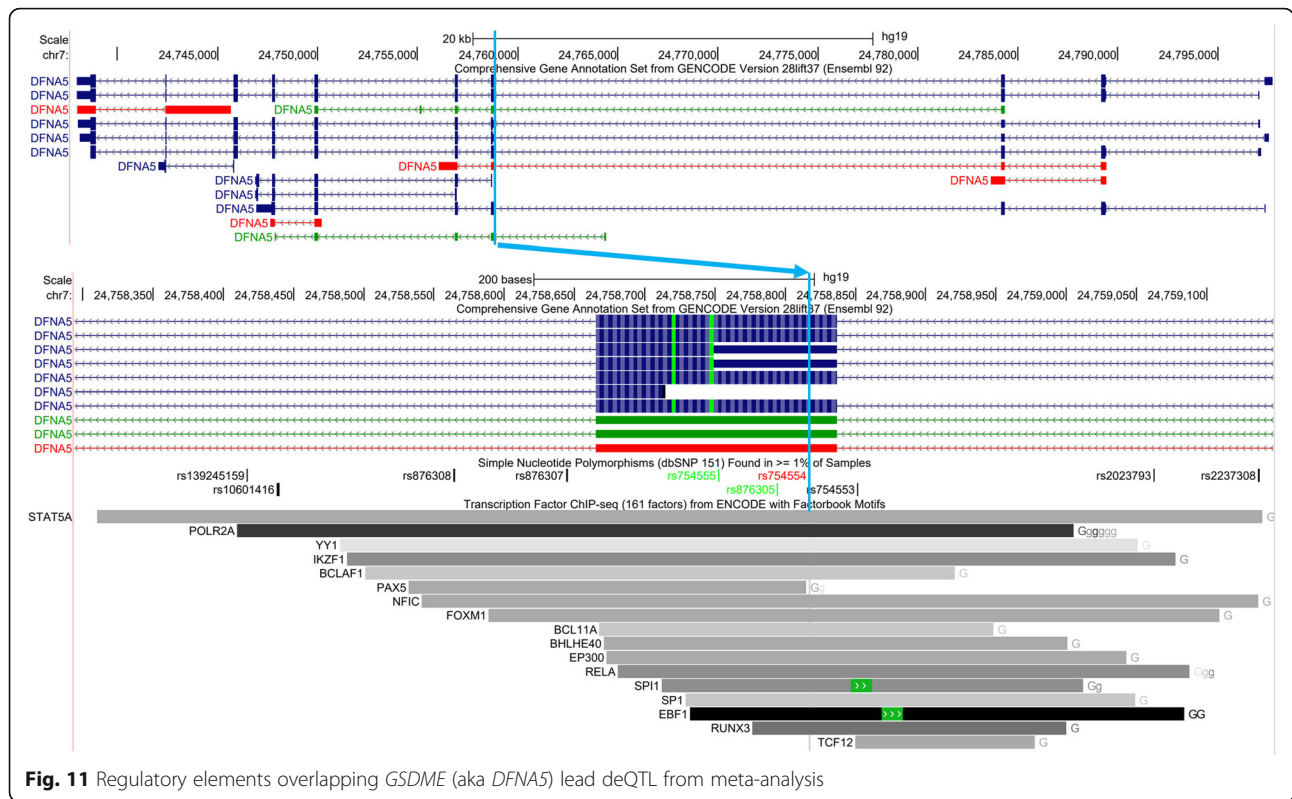 Scale 20 kb hg19
chr7: 24,745,000 24,750,000 24,755,000 24,760,000 24,765,000 24,770,000 24,775,000 24,780,000 24,785,000 24,790,000 24,795,000
Comprehensive Gene Annotation Set from GENCODE Version 28lift37 (Ensembl 92)
DFNA5
DFNA5
DFNA5 DFNA5
DFNA5
DFNA5
DFNA5
DFNA5 DFNA5 DFNA5
DFNA5
DFNA5
DFNA5
DFNA5
DFNA5
Scale 200 bases hg19
chr7: 24,758,350 24,758,400 24,758,450 24,758,500 24,758,550 24,758,600 24,758,650 24,758,700 24,758,750 24,758,800 24,758,850 24,758,900 24,758,950 24,759,000 24,759,050 24,759,100
Comprehensive Gene Annotation Set from GENCODE Version 28lift37 (Ensembl 92)
DFNA5
DFNA5
DFNA5
DFNA5
DFNA5
DFNA5
DFNA5
DFNA5
DFNA5
DFNA5
Simple Nucleotide Polymorphisms (dbSNP 151) Found in >= 1% of Samples
rs139245159 rs876308 rs876307 rs754555 rs754554 rs2023793 rs2237308
rs10601416 rs876305 rs754553
Transcription Factor ChIP-seq (161 factors) from ENCODE with Factorbook Motifs
STAT5A G
POLR2A Gggggg
YY1 G
IKZF1 G
BCLAF1 G
PAX5 Gg
NFIC G
FOXM1 G
BCL11A G
BHLHE40 G
EP300 G
RELA Ggg
SPI1 Gg
SP1 G
EBF1 GG
RUNX3 G
TCF12 G
Fig. 11 Regulatory elements overlapping GSDME (aka DFNA5) lead deQTL from meta-analysis